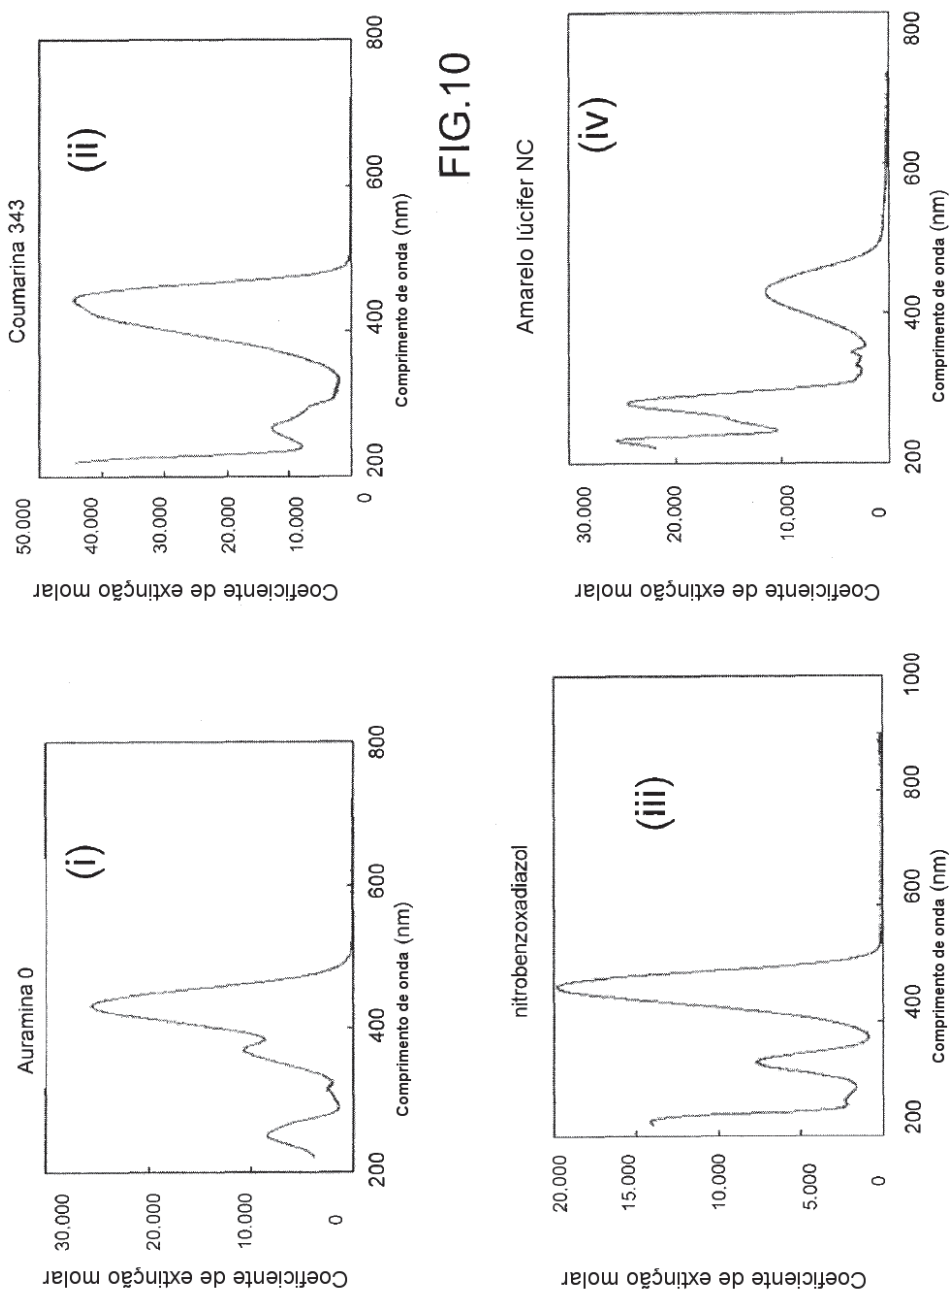 Auramina 0
(i)
30.000
20.000
10.000
0
200
400
600
800
Coeficiente de extinção molar
Comprimento de onda (nm)
Coumarina 343
(ii)
50.000
40.000
30.000
20.000
10.000
0
200
400
600
800
Coeficiente de extinção molar
Comprimento de onda (nm)
FIG.10
nitrobenzoxadiazol
(iii)
20.000
15.000
10.000
5.000
0
200
400
600
800
1000
Coeficiente de extinção molar
Comprimento de onda (nm)
Amarelo lúcifer NC
(iv)
30.000
20.000
10.000
0
200
400
600
800
Coeficiente de extinção molar
Comprimento de onda (nm)